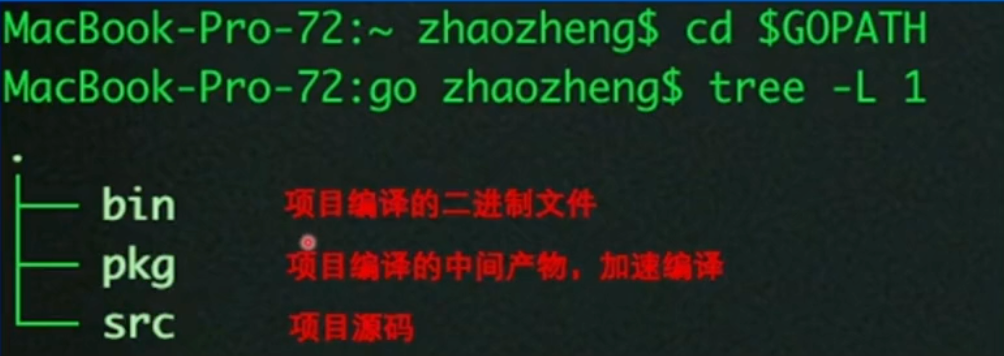 MacBook-Pro-72:~ zhaozheng$ cd $GOPATH
MacBook-Pro-72:go zhaozheng$ tree -L 1
.
├── bin 项目编译的二进制文件
├── pkg 项目编译的中间产物，加速编译
└── src 项目源码